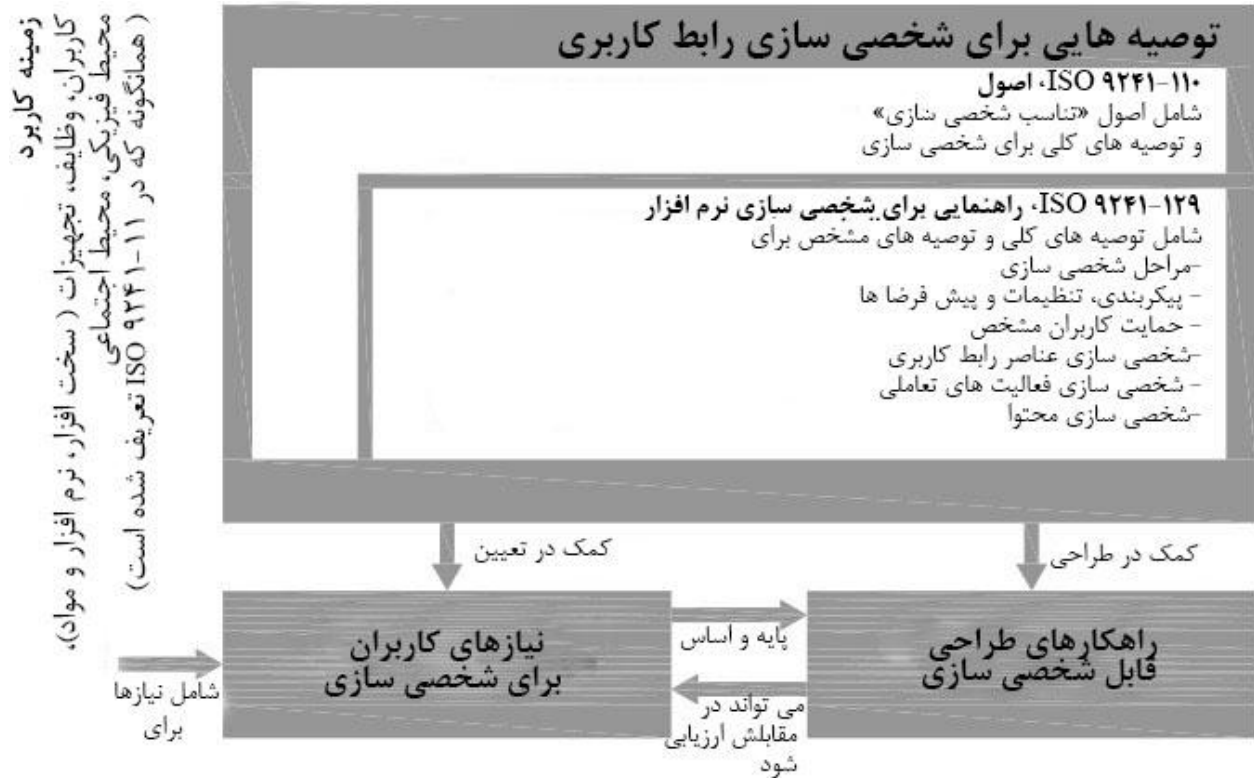 توصیه هایی برای شخصی سازی رابط کاربری
ISO ۹۲۴۱-۱۱۰، اصول
شامل اصول «تناسب شخصی سازی»
و توصیه های کلی برای شخصی سازی
ISO ۹۲۴۱-۱۲۹، راهنمایی برای شخصی سازی نرم افزار
شامل توصیه های کلی و توصیه های مشخص برای
-مراحل شخصی سازی
- پیکربندی، تنظیمات و پیش فرضا ها
- حمایت کاربران مشخص
-شخصی سازی عناصر رابط کاربری
- شخصی سازی فعالیت های تعاملی
-شخصی سازی محتوا
کمک در طراحی
کمک در تعیین
راهکارهای طراحی
قابل شخصی سازی
پایه و اساس
می تواند در
مقابلش ارزیابی
شود
نیازهای کاربران
برای شخصی سازی
شامل نیازها
برای
زمینه کاربرد
کاربران، وظایف، تجهیزات ( سخت افزار، نرم افزار و مواد)،
محیط فیزیکی، محیط اجتماعی
( همانگونه که در ISO ۹۲۴۱-۱۱ تعریف شده است)